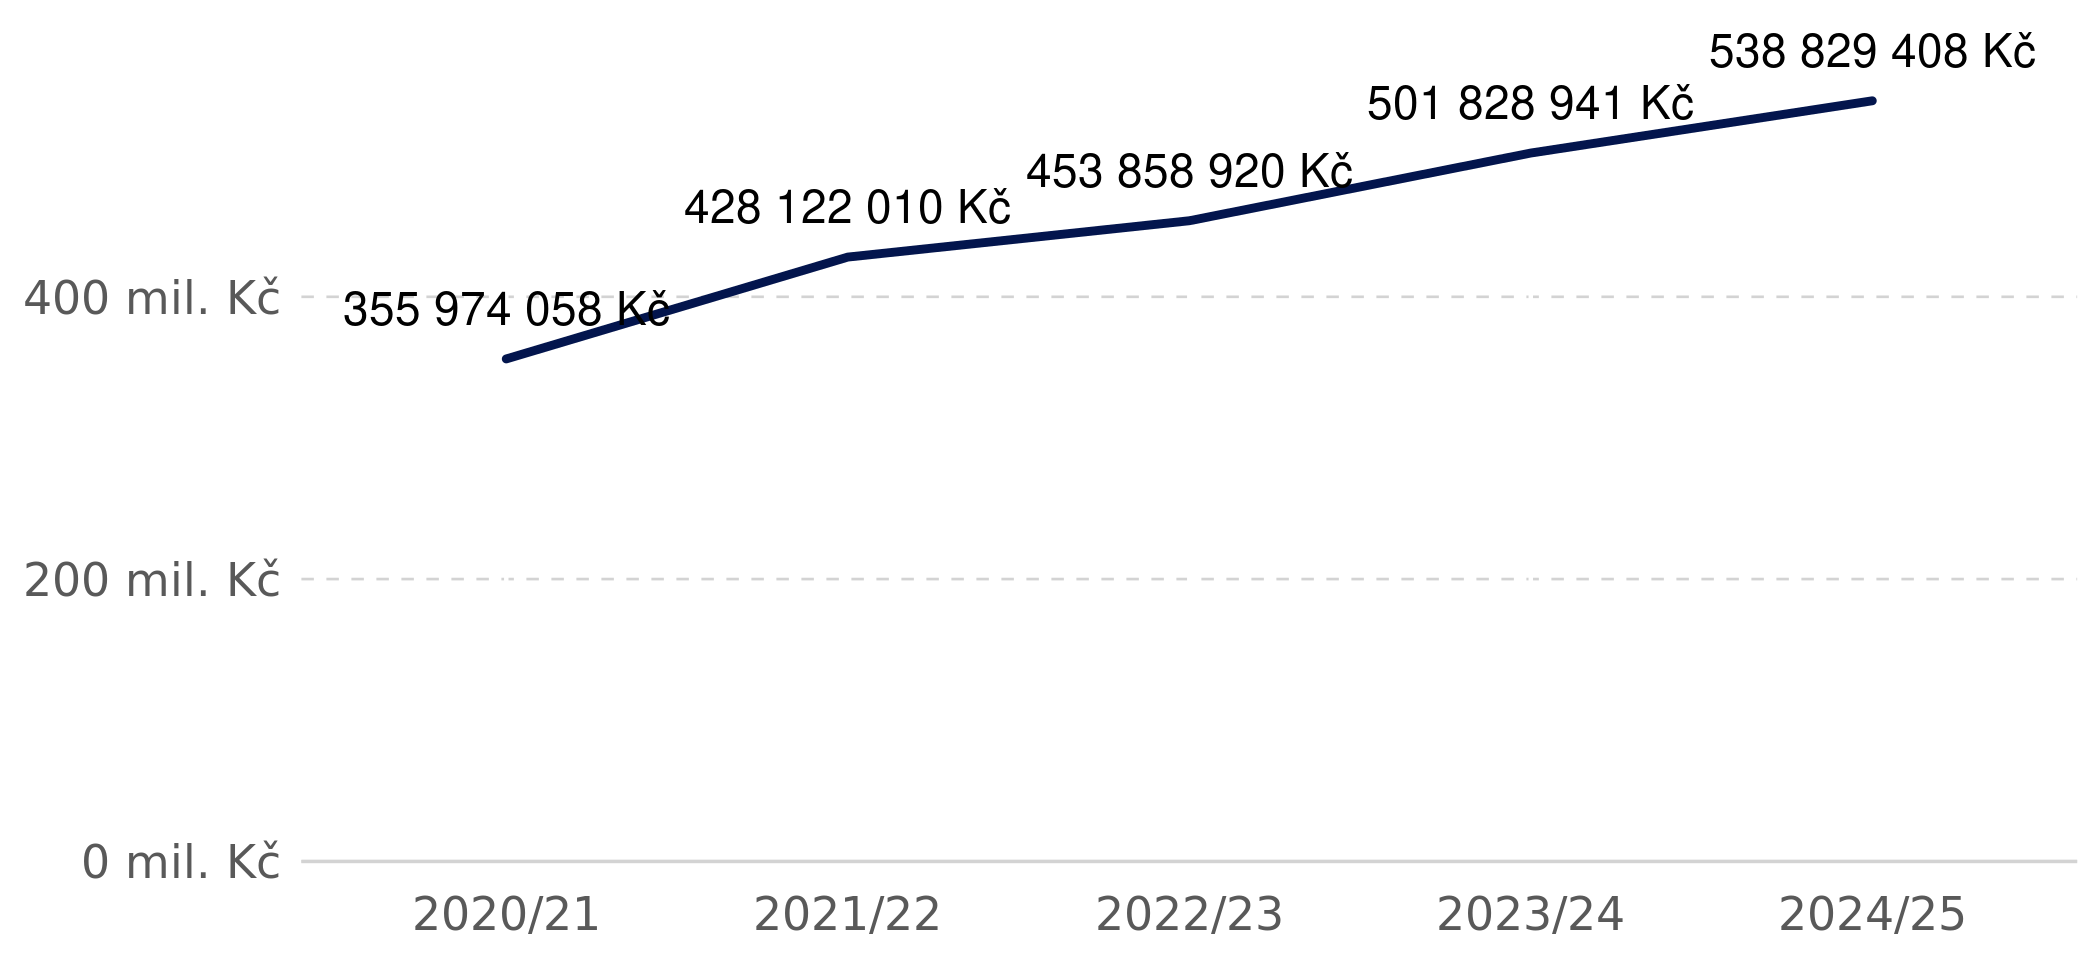 538 829 408 Kč
501 828 941 Kč
453 858 920 Kč
428 122 010 Kč
400 mil. Kč
355 974 058 Kč
200 mil. Kč
0 mil. Kč
2020/21 2021/22 2022/23 2023/24 2024/25